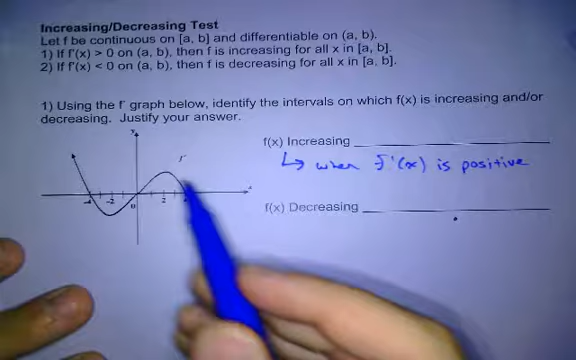 Increasing/Decreasing Test
Let f be continuous on [a, b] and differentiable on (a, b).
1) If f'(x) > 0 on (a, b), then f is increasing for all x in [a, b].
2) If f'(x) < 0 on (a, b), then f is decreasing for all x in [a, b].
1) Using the f' graph below, identify the intervals on which f(x) is increasing and/or
decreasing. Justify your answer.
f(x) Increasing
↳ when f'(x) is positive
f(x) Decreasing
f'
-4 -2 2